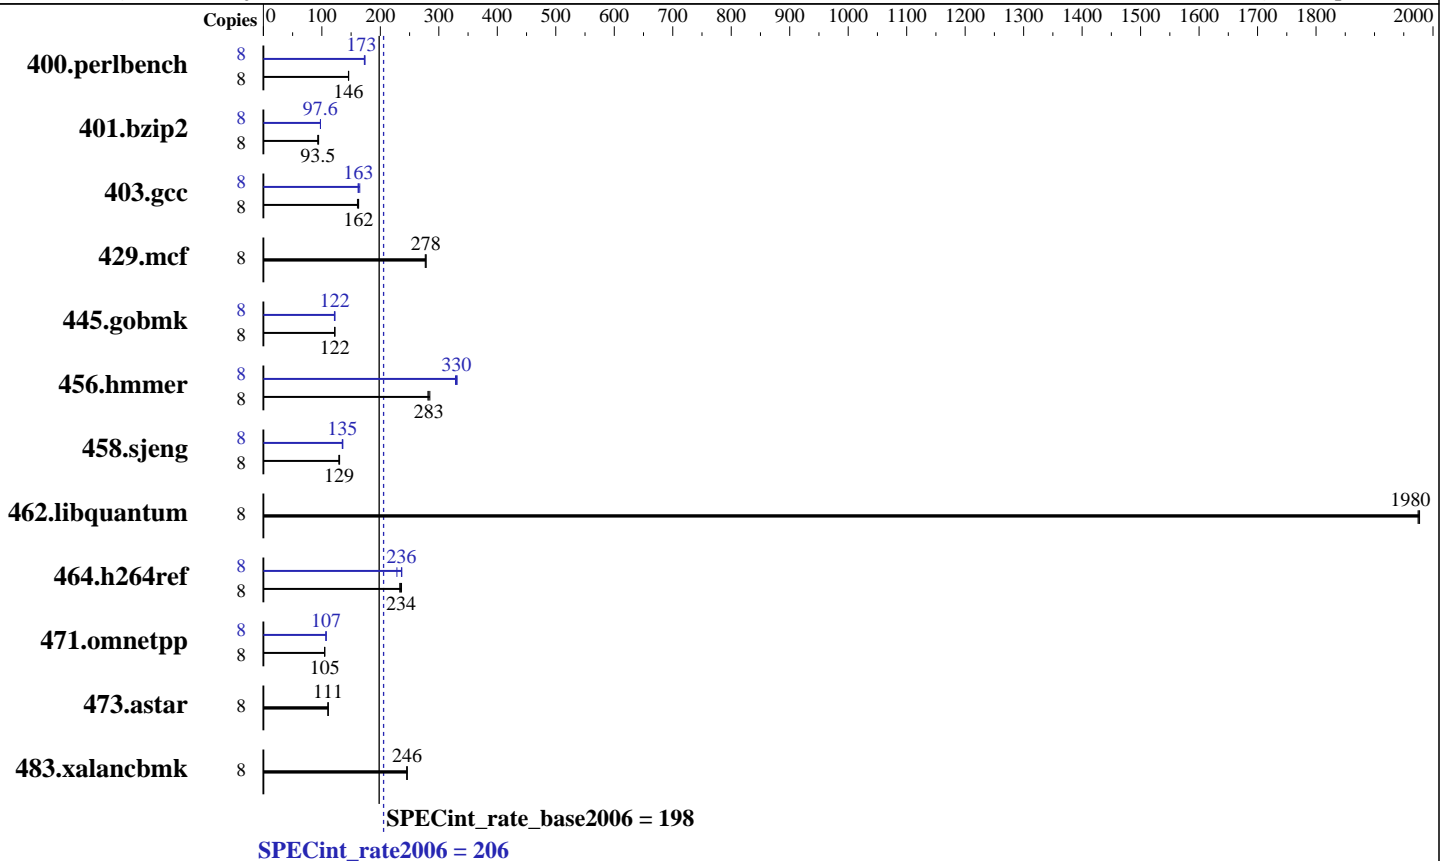 Copies 0 100 200 300 400 500 600 700 800 900 1000 1100 1200 1300 1400 1500 1600 1700 1800 2000
400.perlbench 8 173
8 146
401.bzip2 8 97.6
8 93.5
403.gcc 8 163
8 162
429.mcf 8 278
445.gobmk 8 122
8 122
456.hmmer 8 330
8 283
458.sjeng 8 135
8 129
462.libquantum 8 1980
464.h264ref 8 236
8 234
471.omnetpp 8 107
8 105
473.astar 8 111
483.xalancbmk 8 246
SPECint_rate_base2006 = 198
SPECint_rate2006 = 206